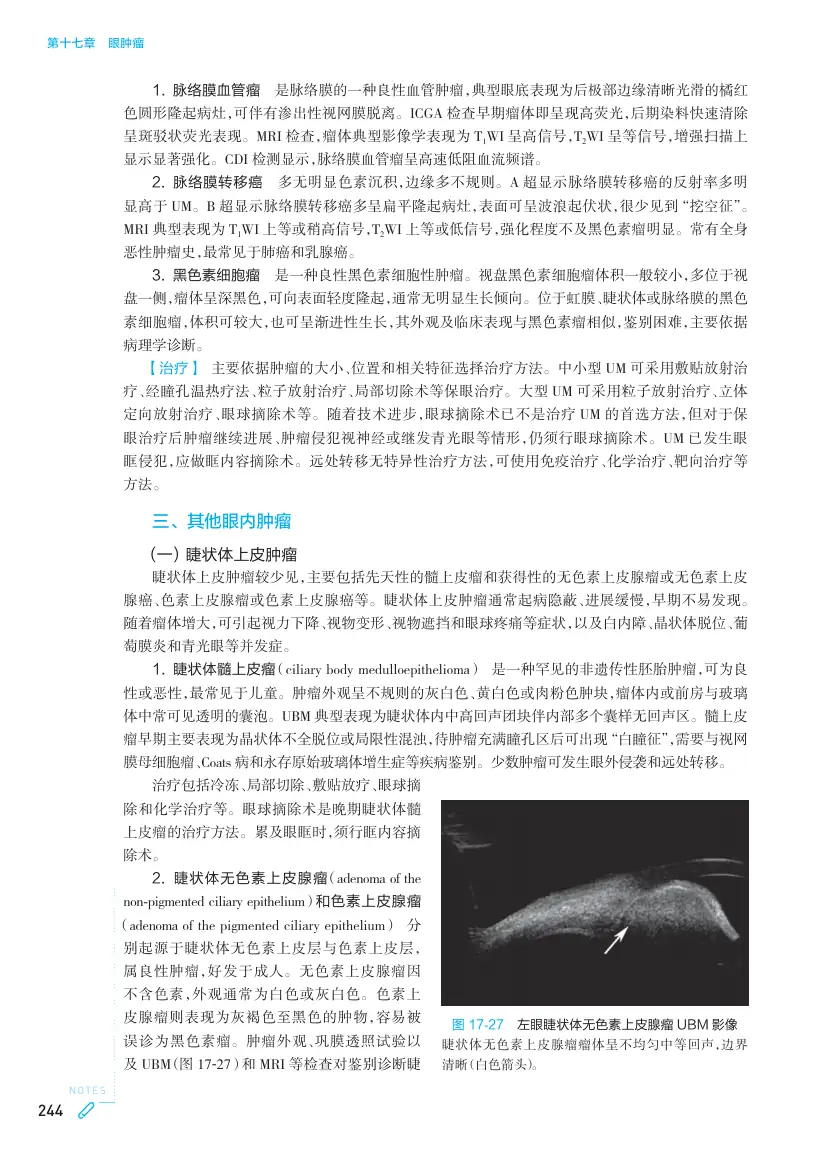 第十七章 眼肿瘤
1. 脉络膜血管瘤 是脉络膜的一种良性血管肿瘤,典型眼底表现为后极部边缘清晰光滑的橘红
色圆形隆起病灶,可伴有渗出性视网膜脱离。ICGA 检查早期瘤体即呈现高荧光,后期染料快速清除
呈斑驳状荧光表现。MRI 检查,瘤体典型影像学表现为 T₁WI 呈高信号,T₂WI 呈等信号,增强扫描上
显示显著强化。CDI 检测显示,脉络膜血管瘤呈高速低阻血流频谱。
2. 脉络膜转移癌 多无明显色素沉积,边缘多不规则。A 超显示脉络膜转移癌的反射率多明
显高于 UM。B 超显示脉络膜转移癌多呈扁平隆起病灶,表面可呈波浪起伏状,很少见到“挖空征”。
MRI 典型表现为 T₁WI 上等或稍高信号,T₂WI 上等或低信号,强化程度不及黑色素瘤明显。常有全身
恶性肿瘤史,最常见于肺癌和乳腺癌。
3. 黑色素细胞瘤 是一种良性黑色素细胞性肿瘤。视盘黑色素细胞瘤体积一般较小,多位于视
盘一侧,瘤体呈深黑色,可向表面轻度隆起,通常无明显生长倾向。位于虹膜、睫状体或脉络膜的黑色
素细胞瘤,体积可较大,也可呈渐进性生长,其外观及临床表现与黑色素瘤相似,鉴别困难,主要依据
病理学诊断。
【治疗】 主要依据肿瘤的大小、位置和相关特征选择治疗方法。中小型 UM 可采用敷贴放射治
疗、经瞳孔温热疗法、粒子放射治疗、局部切除术等保眼治疗。大型 UM 可采用粒子放射治疗、立体
定向放射治疗、眼球摘除术等。随着技术进步,眼球摘除术已不是治疗 UM 的首选方法,但对于保
眼治疗后肿瘤继续进展、肿瘤侵犯视神经或继发青光眼等情形,仍须行眼球摘除术。UM 已发生眼
眶侵犯,应做眶内容摘除术。远处转移无特异性治疗方法,可使用免疫治疗、化学治疗、靶向治疗等
方法。
三、其他眼内肿瘤
(一)睫状体上皮肿瘤
睫状体上皮肿瘤较少见,主要包括先天性的髓上皮瘤和获得性的无色素上皮腺瘤或无色素上皮
腺癌、色素上皮腺瘤或色素上皮腺癌等。睫状体上皮肿瘤通常起病隐蔽、进展缓慢,早期不易发现。
随着瘤体增大,可引起视力下降、视物变形、视物遮挡和眼球疼痛等症状,以及白内障、晶状体脱位、葡
萄膜炎和青光眼等并发症。
1. 睫状体髓上皮瘤(ciliary body medulloepithelioma) 是一种罕见的非遗传性胚胎肿瘤,可为良
性或恶性,最常见于儿童。肿瘤外观呈不规则的灰白色、黄白色或肉粉色肿块,瘤体内或前房与玻璃
体中常可见透明的囊泡。UBM 典型表现为睫状体内中高回声团块伴内部多个囊样无回声区。髓上皮
瘤早期主要表现为晶状体不全脱位或局限性混浊,待肿瘤充满瞳孔区后可出现“白瞳征”,需要与视网
膜母细胞瘤、Coats 病和永存原始玻璃体增生症等疾病鉴别。少数肿瘤可发生眼外侵袭和远处转移。
治疗包括冷冻、局部切除、敷贴放疗、眼球摘
除和化学治疗等。眼球摘除术是晚期睫状体髓
上皮瘤的治疗方法。累及眼眶时,须行眶内容摘
除术。
2. 睫状体无色素上皮腺瘤(adenoma of the
non-pigmented ciliary epithelium)和色素上皮腺瘤
(adenoma of the pigmented ciliary epithelium) 分
别起源于睫状体无色素上皮层与色素上皮层,
属良性肿瘤,好发于成人。无色素上皮腺瘤因
不含色素,外观通常为白色或灰白色。色素上
皮腺瘤则表现为灰褐色至黑色的肿物,容易被
误诊为黑色素瘤。肿瘤外观、巩膜透照试验以
及 UBM(图 17-27)和 MRI 等检查对鉴别诊断睫
图 17-27 左眼睫状体无色素上皮腺瘤 UBM 影像
睫状体无色素上皮腺瘤瘤体呈不均匀中等回声,边界
清晰(白色箭头)。
NOTES
244